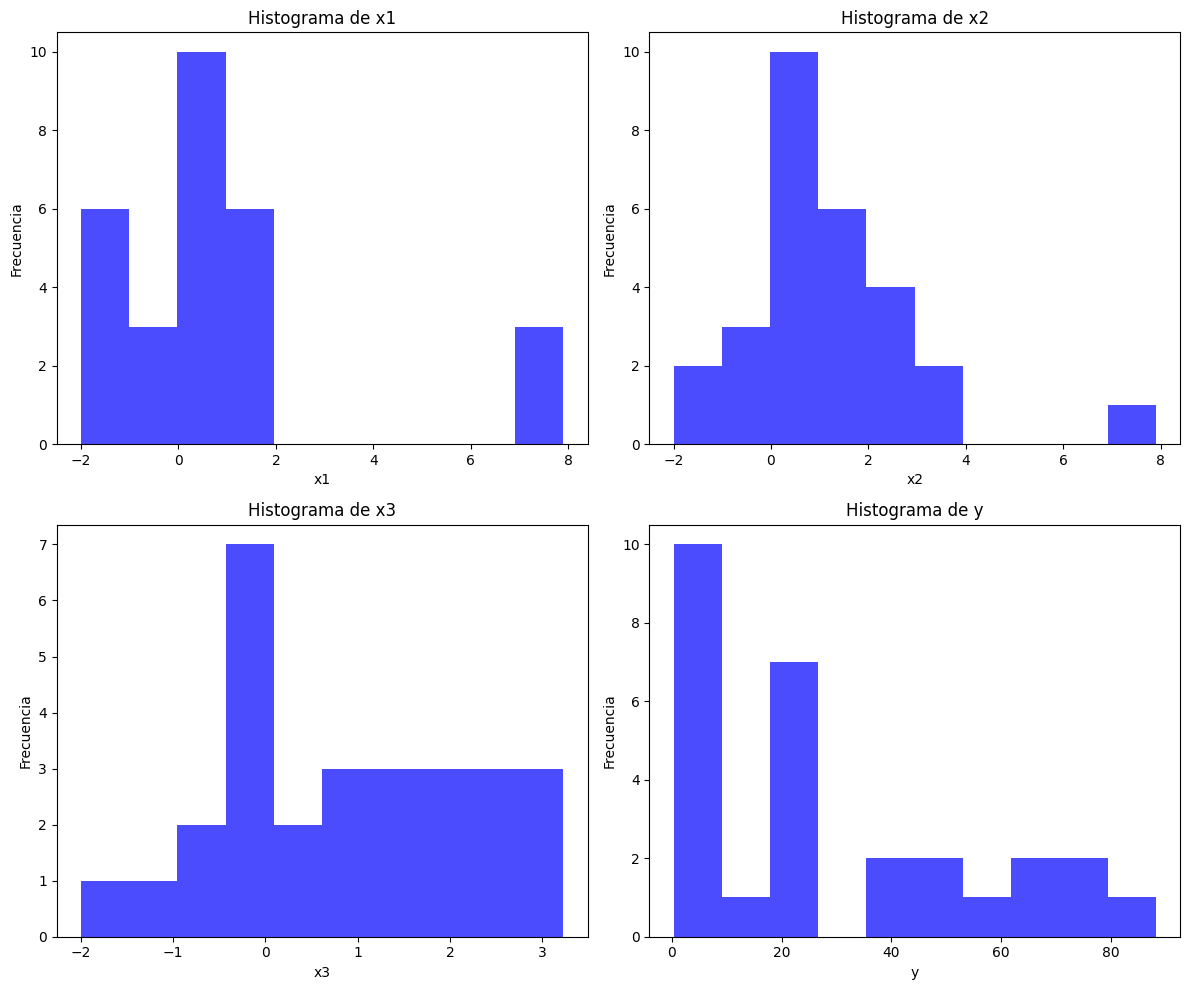 Histograma de x1
Frecuencia
10
8
6
4
2
0
−2 0 2 4 6 8
x1
Histograma de x2
Frecuencia
10
8
6
4
2
0
−2 0 2 4 6 8
x2
Histograma de x3
Frecuencia
7
6
5
4
3
2
1
0
−2 −1 0 1 2 3
x3
Histograma de y
Frecuencia
10
8
6
4
2
0
0 20 40 60 80
y